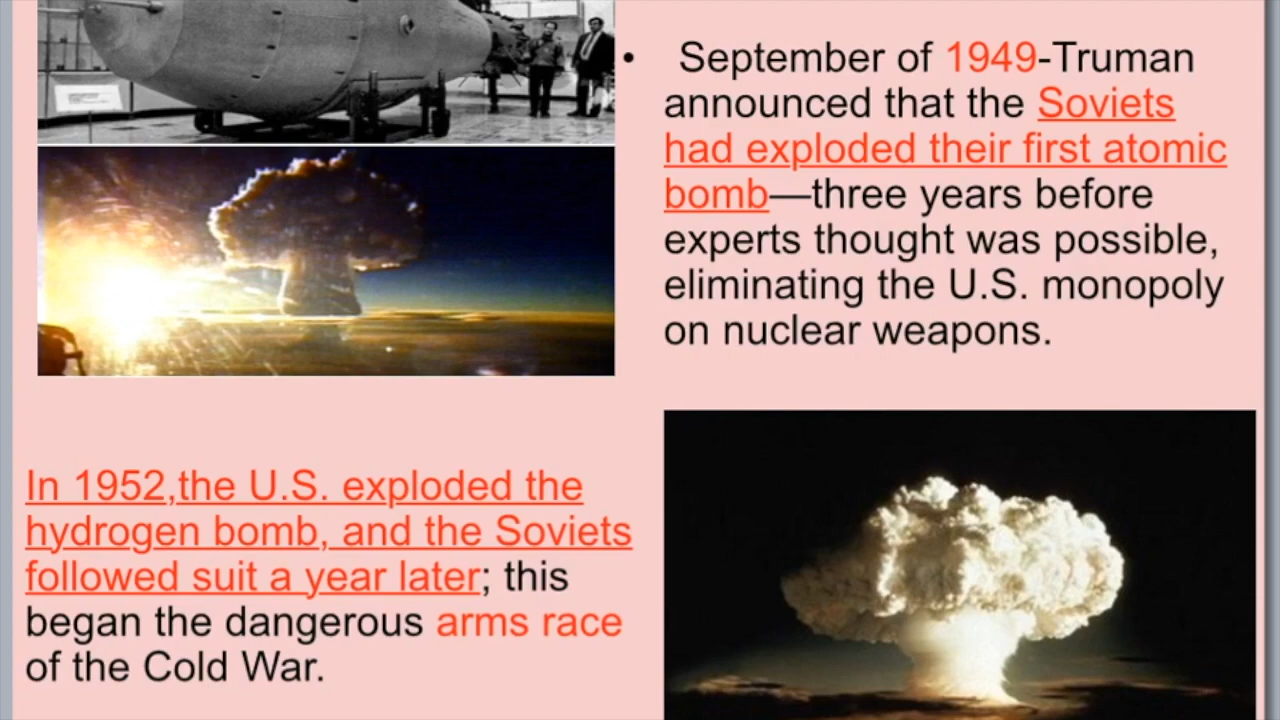 • September of 1949-Truman
announced that the Soviets
had exploded their first atomic
bomb—three years before
experts thought was possible,
eliminating the U.S. monopoly
on nuclear weapons.
In 1952,the U.S. exploded the
hydrogen bomb, and the Soviets
followed suit a year later; this
began the dangerous arms race
of the Cold War.